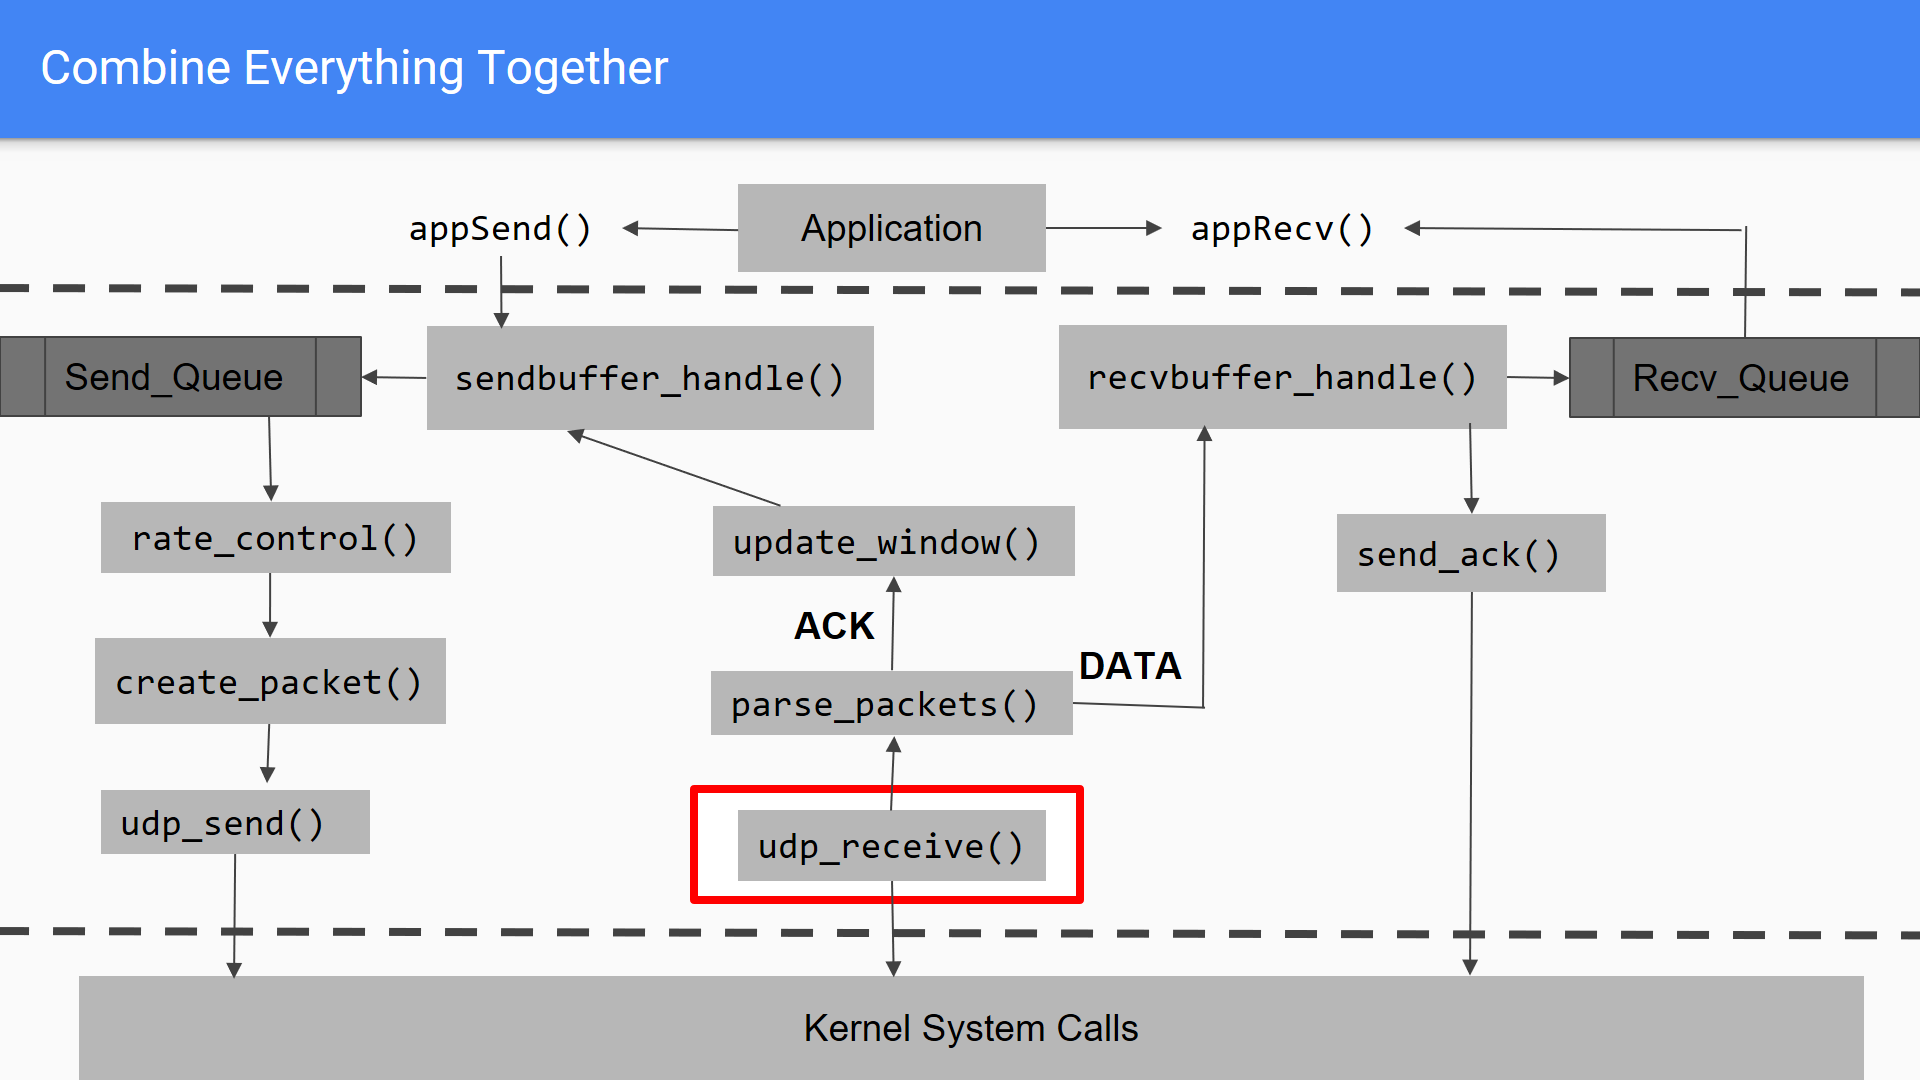 Combine Everything Together
appSend()
Application
appRecv()
Send_Queue
sendbuffer_handle()
recvbuffer_handle()
Recv_Queue
rate_control()
update_window()
send_ack()
ACK
DATA
create_packet()
parse_packets()
udp_send()
udp_receive()
Kernel System Calls